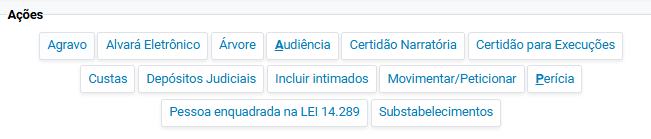 Ações
Agravo Alvará Eletrônico Árvore Audiência Certidão Narratória Certidão para Execuções
Custas Depósitos Judiciais Incluir intimados Movimentar/Peticionar Perícia
Pessoa enquadrada na LEI 14.289 Substabelecimentos